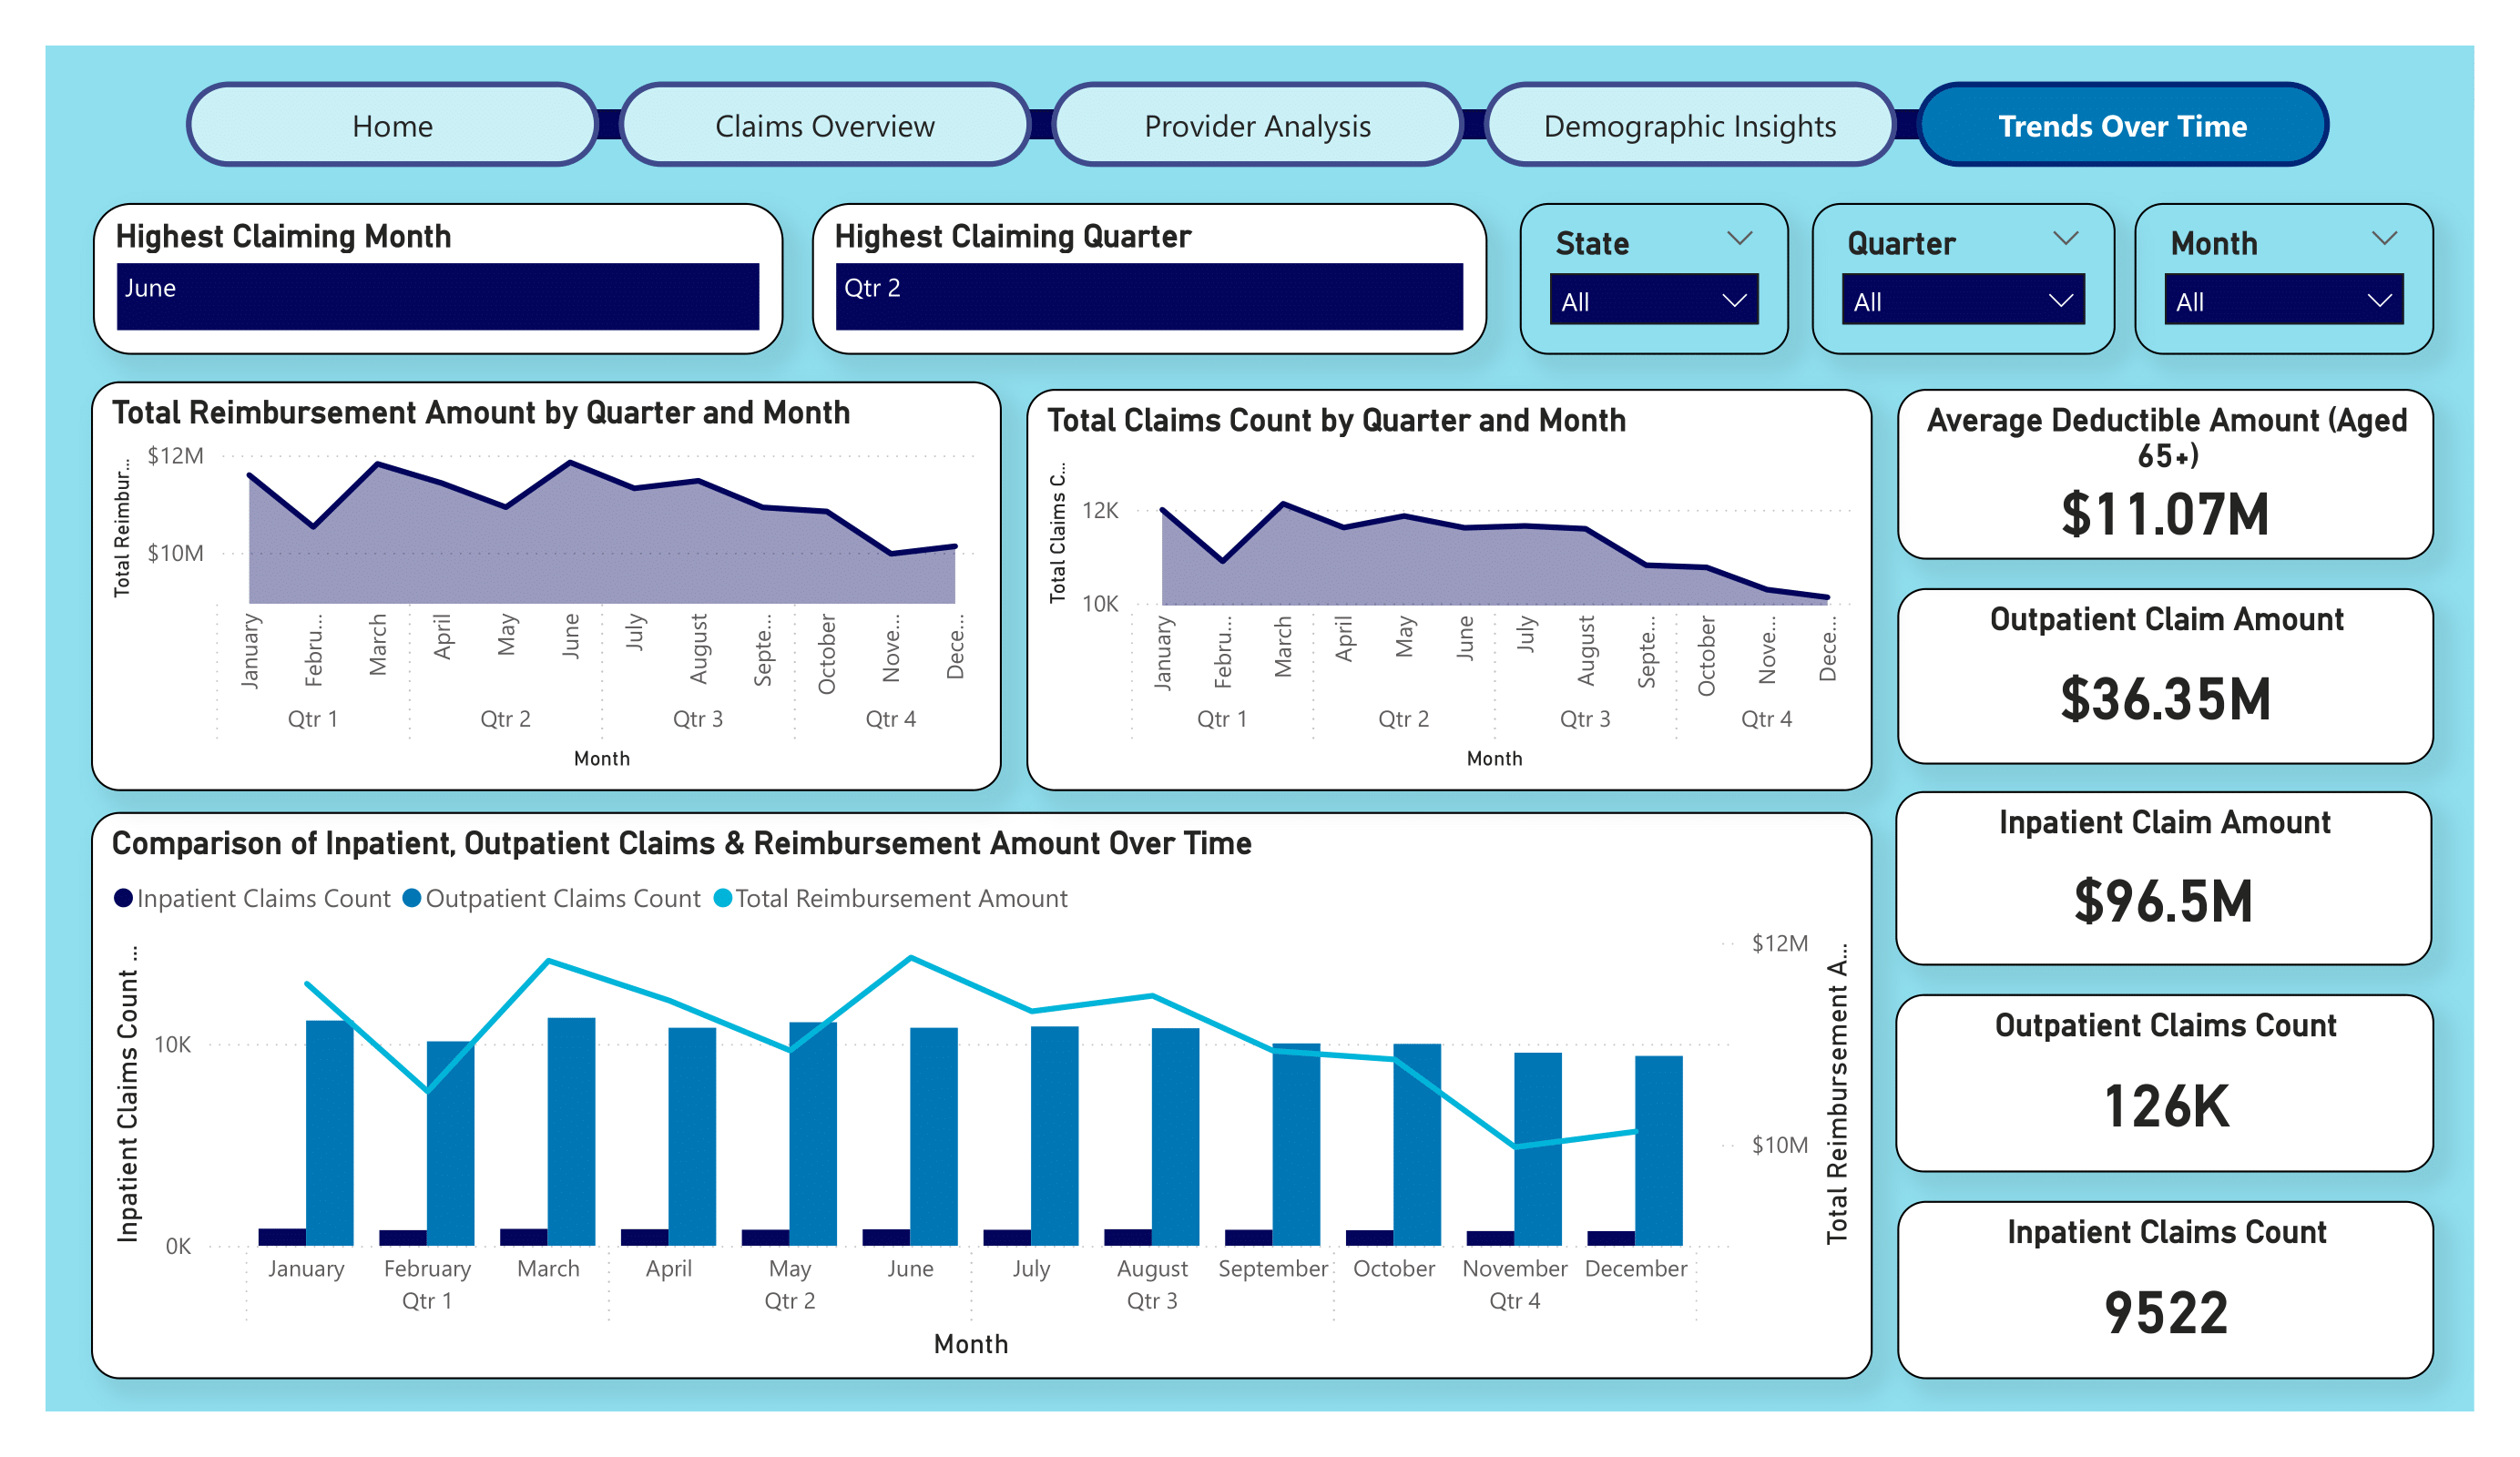 Home
Claims Overview
Provider Analysis
Demographic Insights
Trends Over Time
Highest Claiming Month
June
Highest Claiming Quarter
Qtr 2
State
All
Quarter
All
Month
All
Total Reimbursement Amount by Quarter and Month
Total Reimbur...
$12M
$10M
January
Febru...
March
April
May
June
July
August
Septe...
October
Nove...
Dece...
Qtr 1
Qtr 2
Qtr 3
Qtr 4
Month
Total Claims Count by Quarter and Month
Total Claims C...
12K
10K
January
Febru...
March
April
May
June
July
August
Septe...
October
Nove...
Dece...
Qtr 1
Qtr 2
Qtr 3
Qtr 4
Month
Average Deductible Amount (Aged
65+)
$11.07M
Outpatient Claim Amount
$36.35M
Inpatient Claim Amount
$96.5M
Outpatient Claims Count
126K
Inpatient Claims Count
9522
Comparison of Inpatient, Outpatient Claims & Reimbursement Amount Over Time
Inpatient Claims Count
Outpatient Claims Count
Total Reimbursement Amount
Inpatient Claims Count ...
10K
0K
$12M
$10M
Total Reimbursement A...
January
February
March
April
May
June
July
August
September
October
November
December
Qtr 1
Qtr 2
Qtr 3
Qtr 4
Month